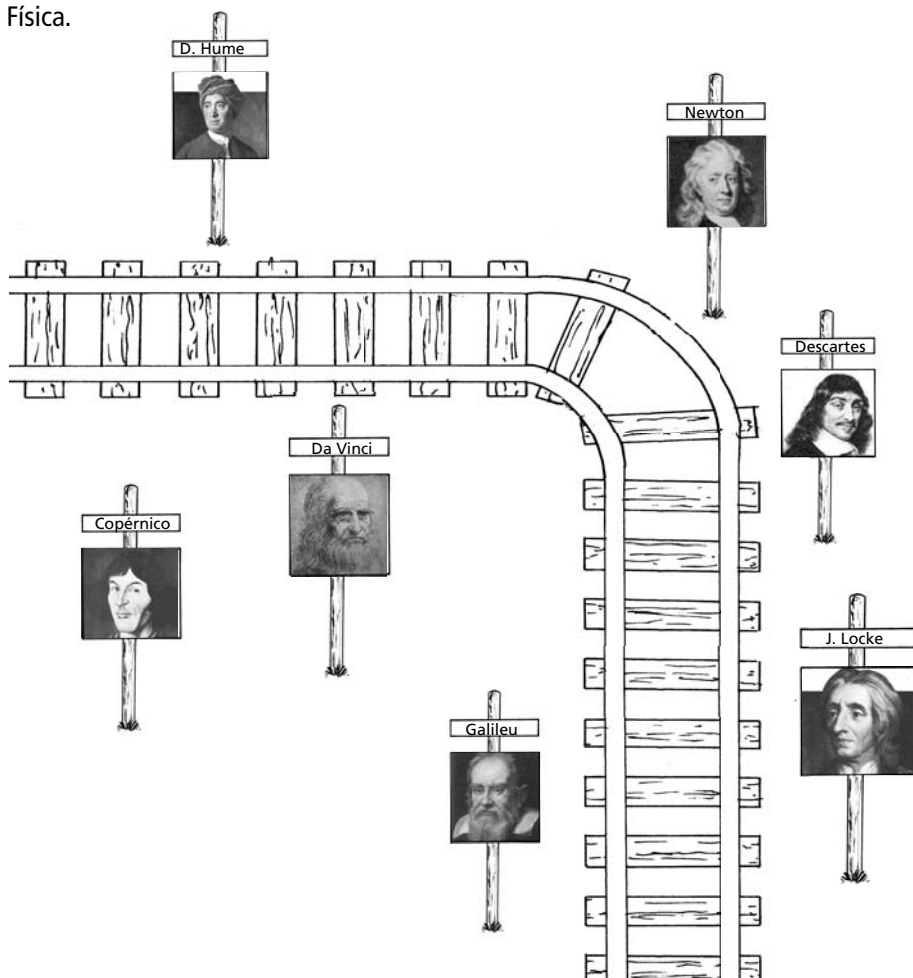 Física.
D. Hume
Newton
Descartes
Da Vinci
Copérnico
J. Locke
Galileu